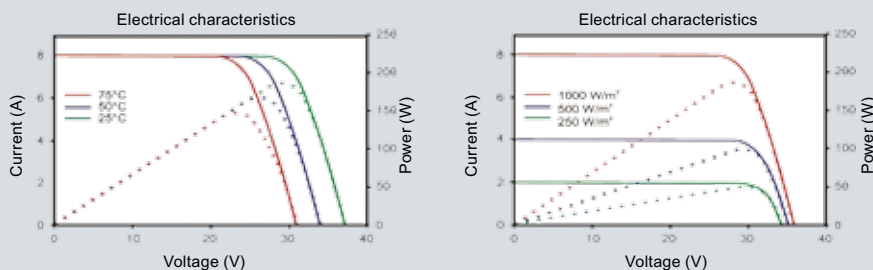 Electrical characteristics
Current (A)
8
6
4
2
0
75°C
50°C
25°C
250
200
150
100
50
0
Power (W)
0
10
20
30
40
Voltage (V)
Electrical characteristics
Current (A)
8
6
4
2
0
1000 W/m²
500 W/m²
250 W/m²
250
200
150
100
50
0
Power (W)
0
10
20
30
40
Voltage (V)